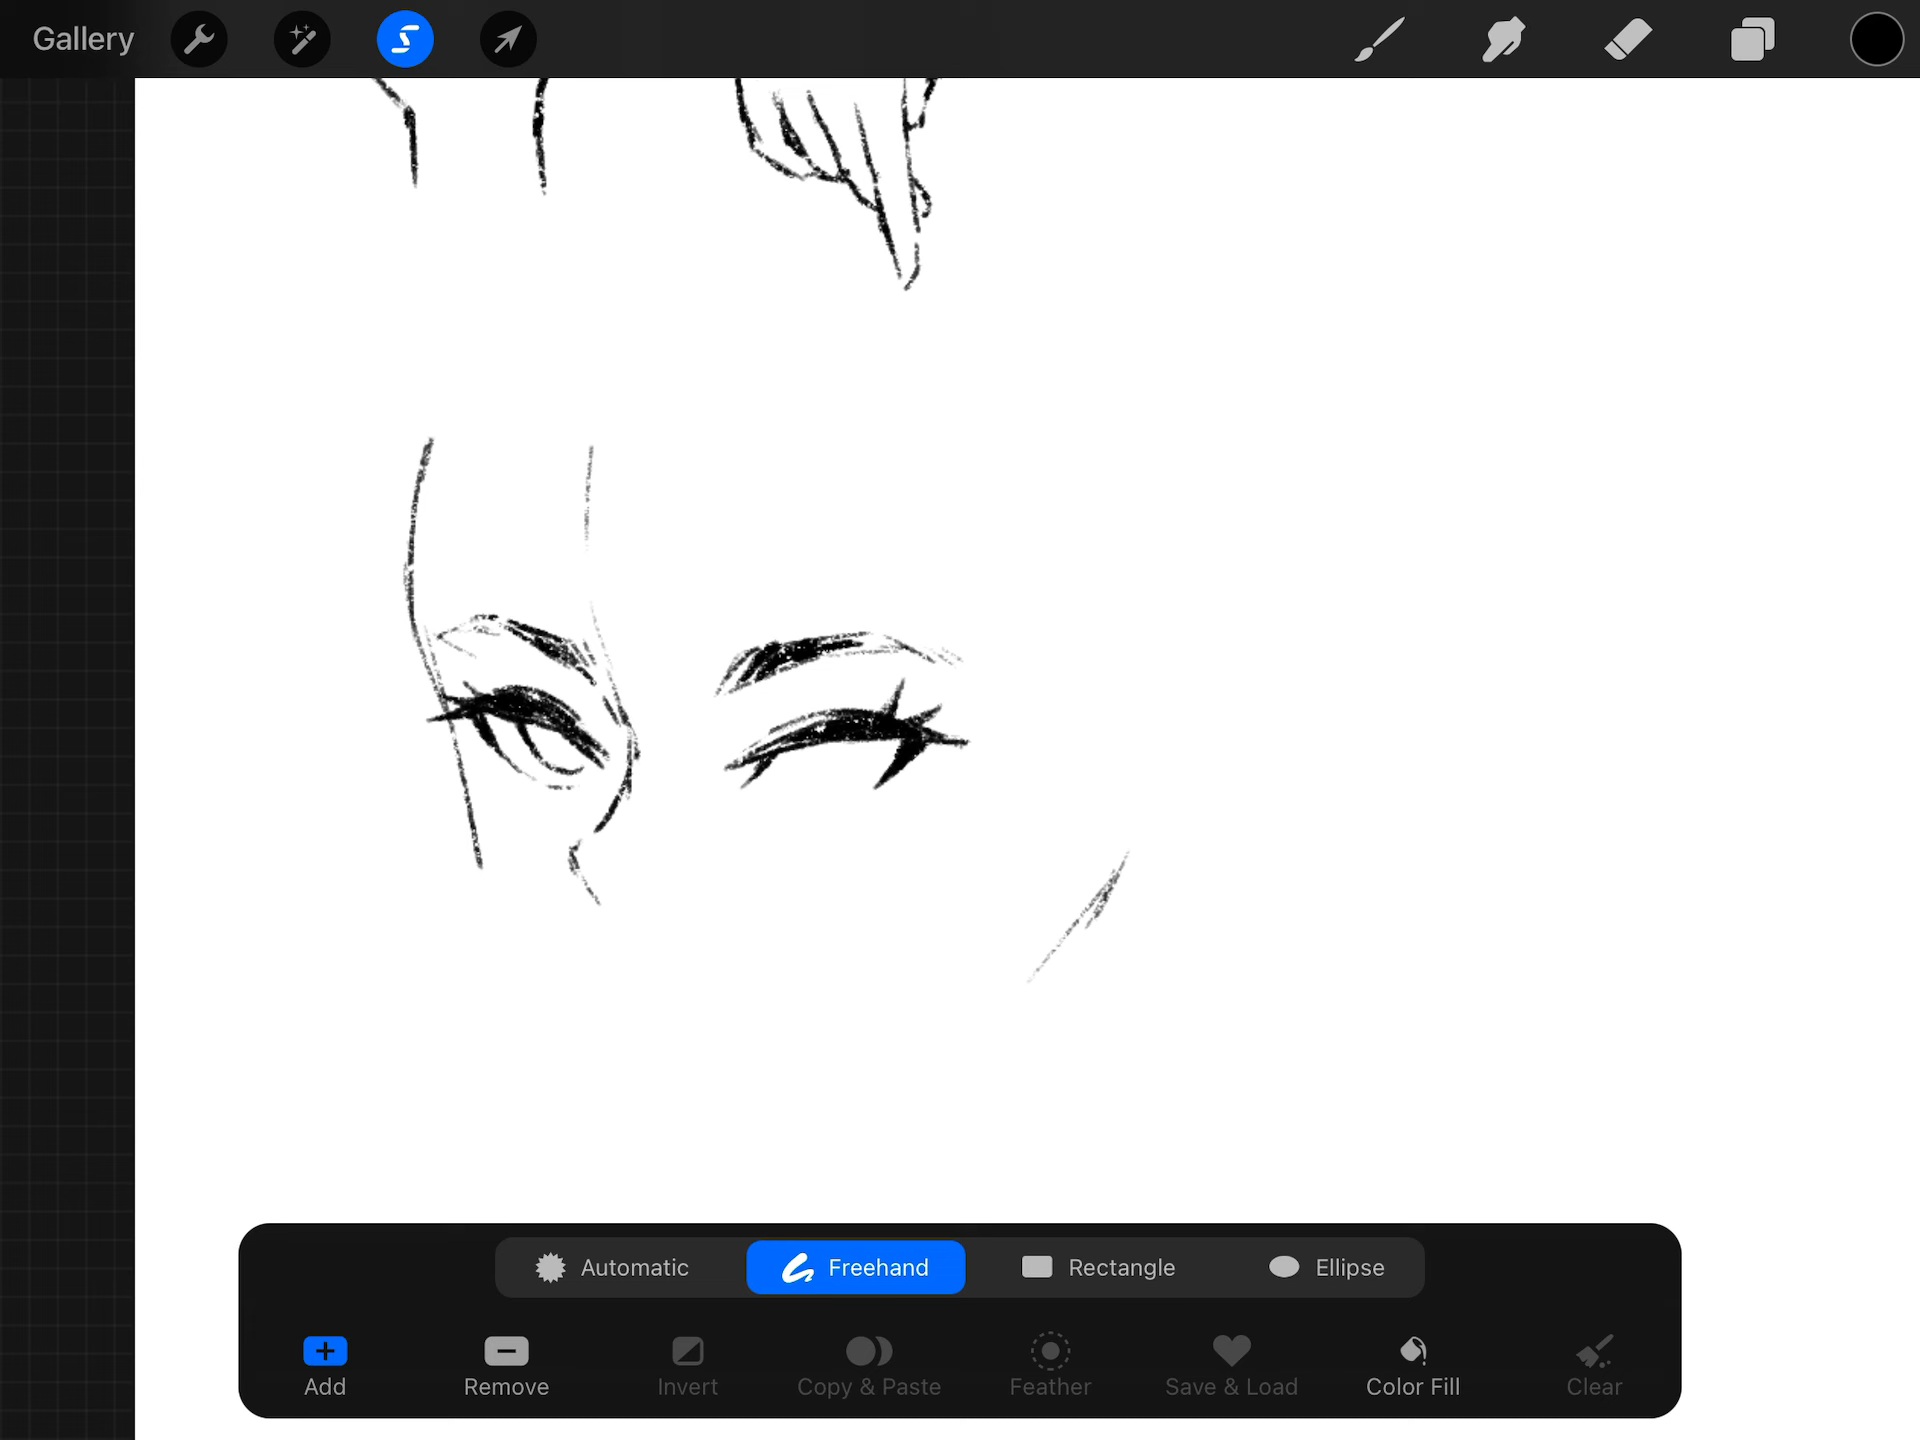 Gallery
Automatic Freehand Rectangle Ellipse
Add Remove Invert Copy & Paste Feather Save & Load Color Fill Clear